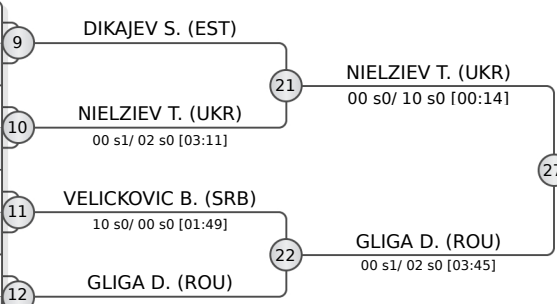 DIKAJEV S. (EST)
9
NIELZIEV T. (UKR)
21
00 s0/ 10 s0 [00:14]
NIELZIEV T. (UKR)
10
00 s1/ 02 s0 [03:11]
27
VELICKOVIC B. (SRB)
11
10 s0/ 00 s0 [01:49]
GLIGA D. (ROU)
22
00 s1/ 02 s0 [03:45]
GLIGA D. (ROU)
12